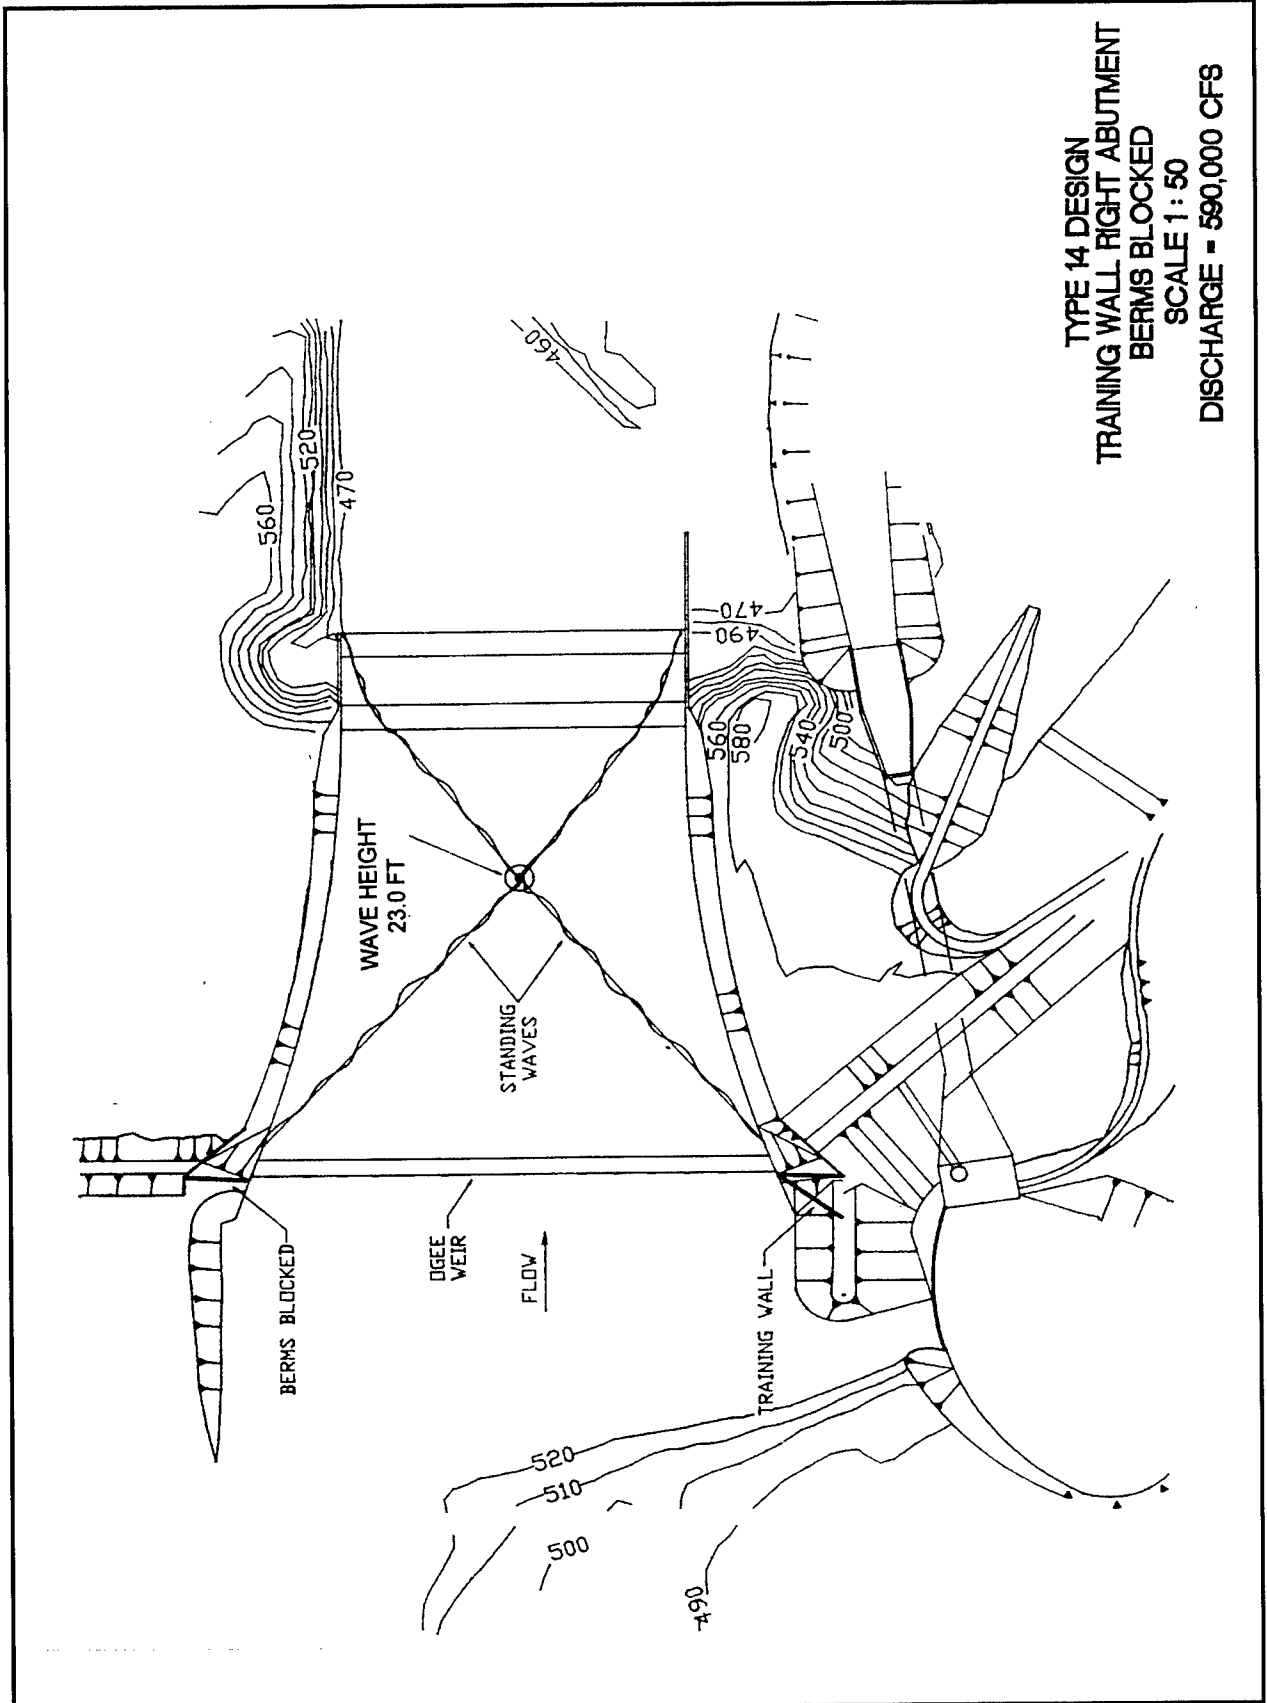 TYPE 14 DESIGN
TRAINING WALL RIGHT ABUTMENT
BERMS BLOCKED
SCALE 1 : 50
DISCHARGE = 590,000 CFS
560
520
470
460
WAVE HEIGHT
23.0 FT
STANDING
WAVES
470
490
560
580
540
500
BERMS BLOCKED
OGEE
WEIR
FLOW
TRAINING WALL
520
510
500
490